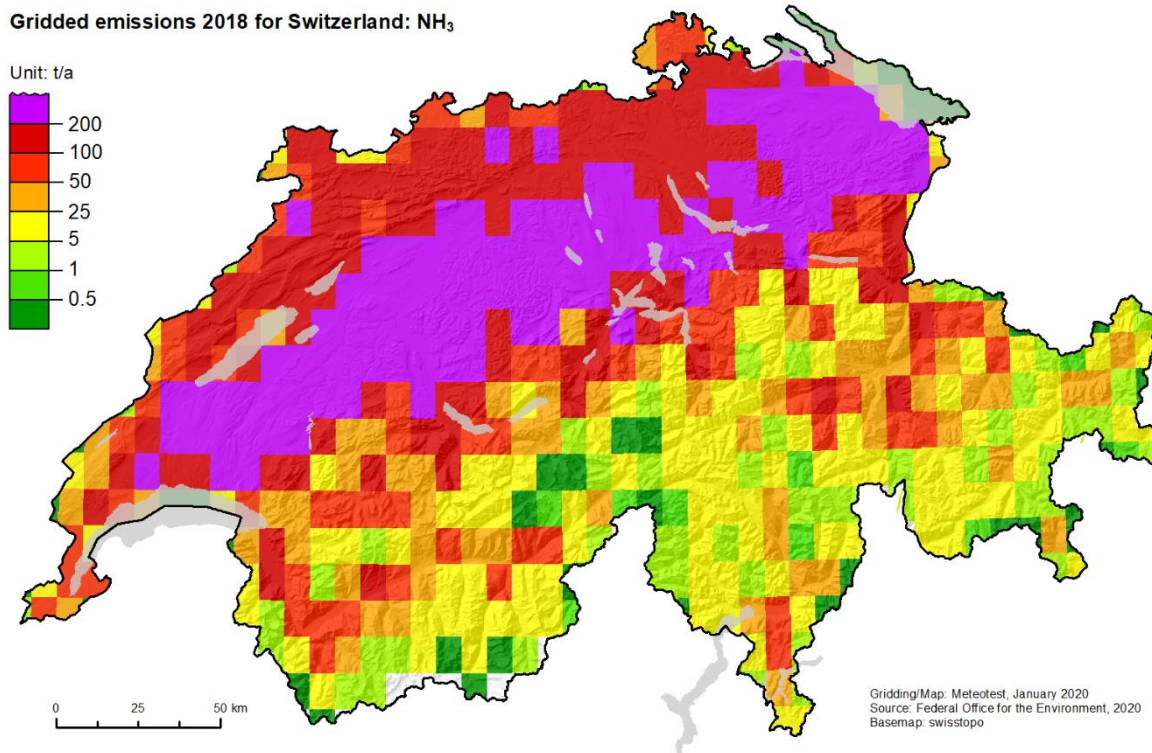 Gridded emissions 2018 for Switzerland: NH₃
Unit: t/a
200
100
50
25
5
1
0.5
0 25 50 km
Gridding/Map: Meteotest, January 2020
Source: Federal Office for the Environment, 2020
Basemap: swisstopo